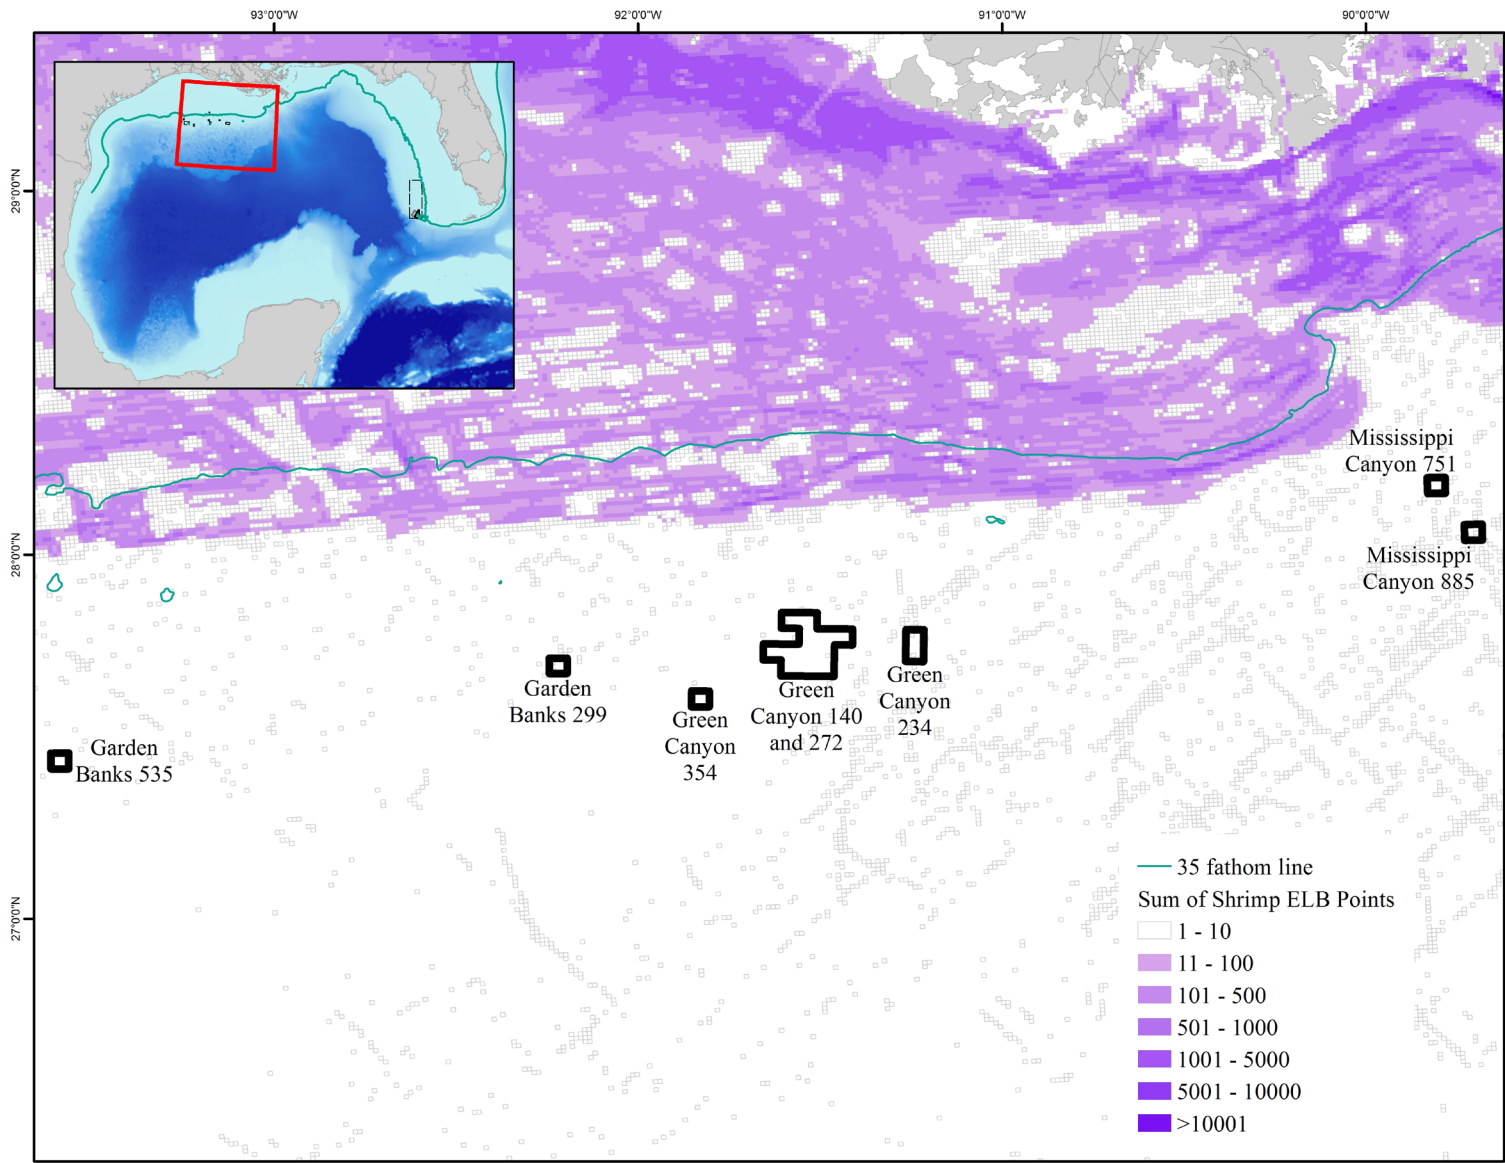 93°0'0"W
92°0'0"W
91°0'0"W
90°0'0"W
29°0'0"N
28°0'0"N
27°0'0"N
Mississippi
Canyon 751
Mississippi
Canyon 885
Garden
Banks 299
Green
Canyon
354
Green
Canyon 140
and 272
Green
Canyon
234
Garden
Banks 535
35 fathom line
Sum of Shrimp ELB Points
1 - 10
11 - 100
101 - 500
501 - 1000
1001 - 5000
5001 - 10000
>10001